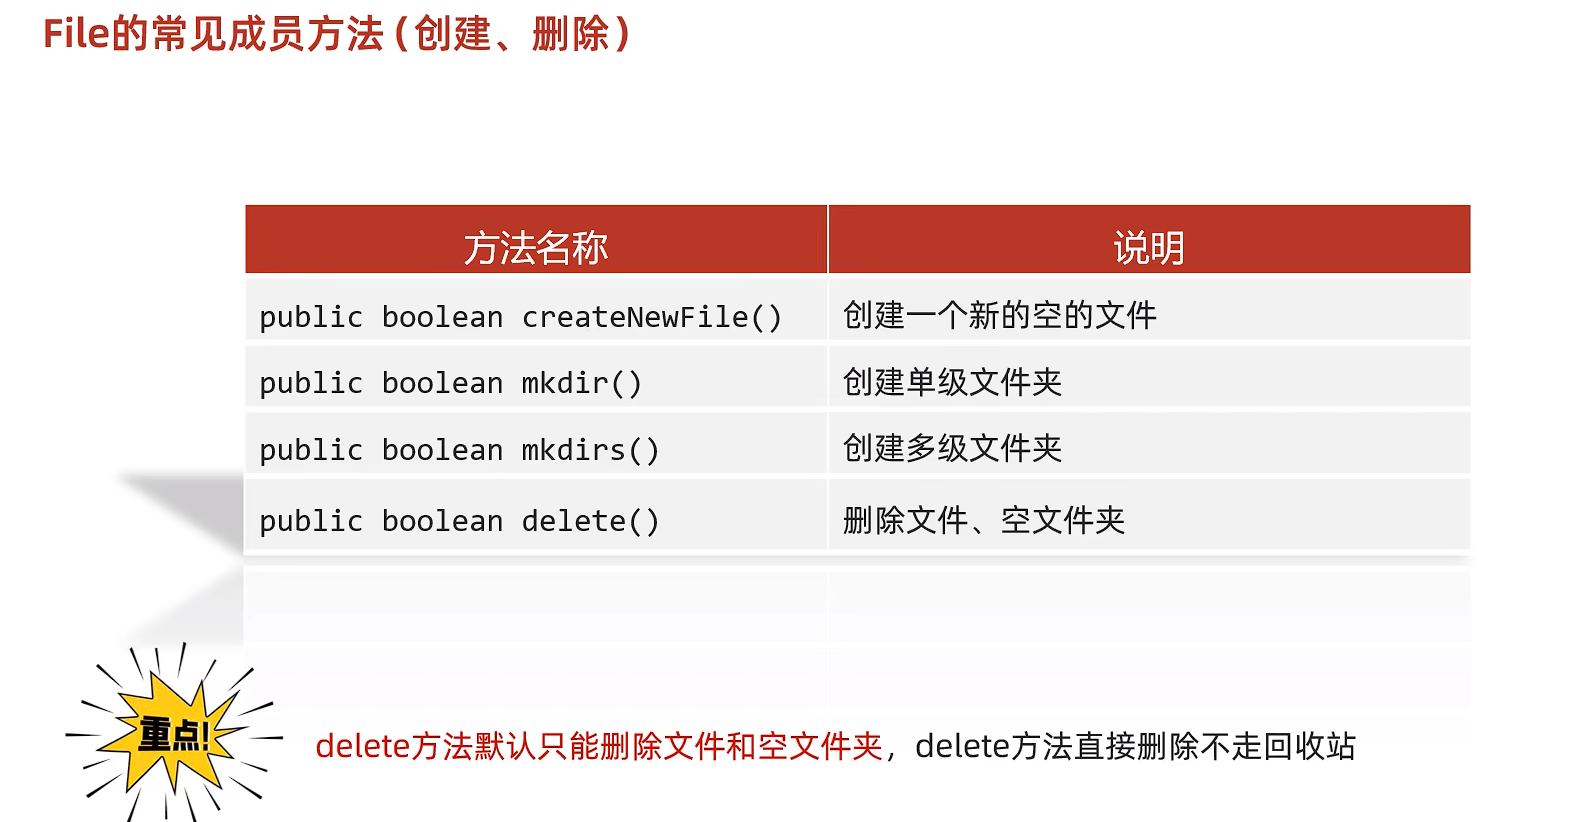 File的常见成员方法(创建、删除)
方法名称 说明
public boolean createNewFile() 创建一个新的空的文件
public boolean mkdir() 创建单级文件夹
public boolean mkdirs() 创建多级文件夹
public boolean delete() 删除文件、空文件夹
重点!
delete方法默认只能删除文件和空文件夹，delete方法直接删除不走回收站